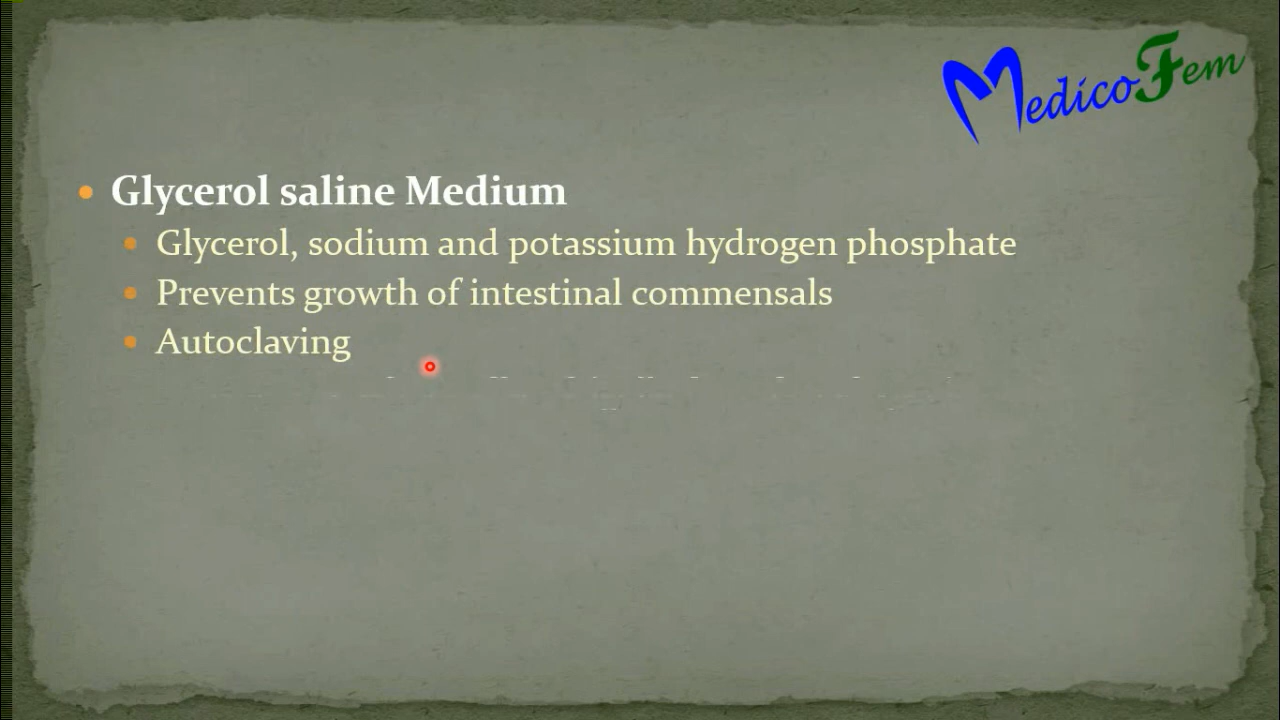 MedicoFem
Glycerol saline Medium
Glycerol, sodium and potassium hydrogen phosphate
Prevents growth of intestinal commensals
Autoclaving